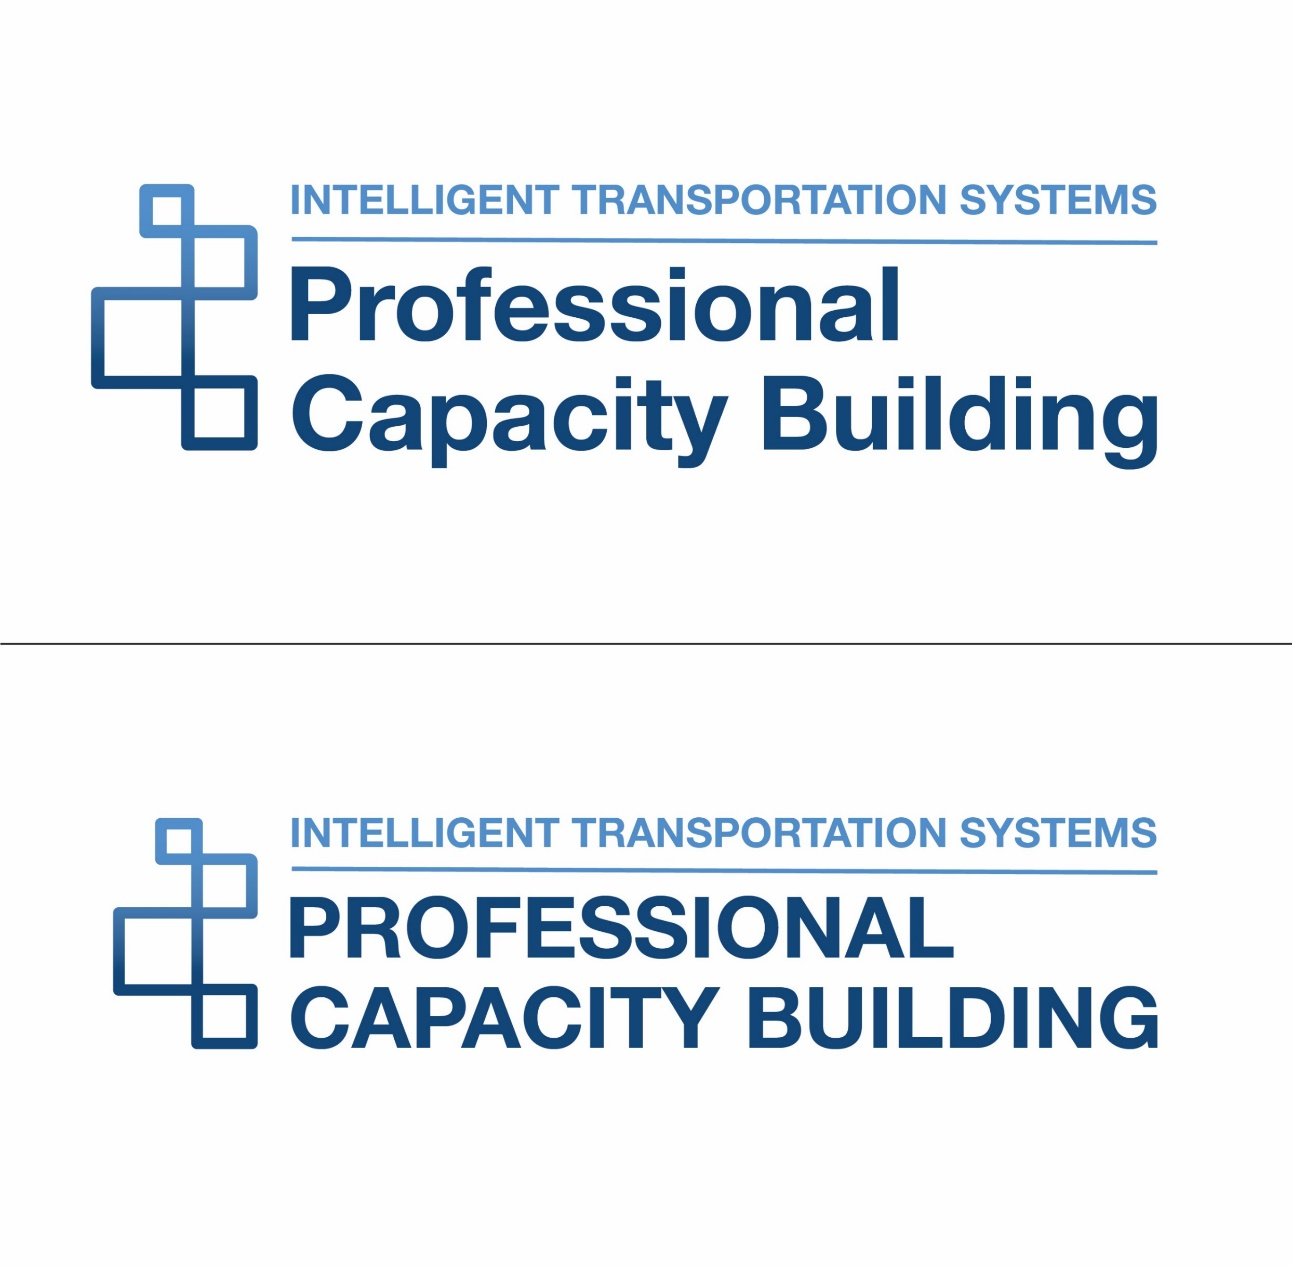 INTELLIGENT TRANSPORTATION SYSTEMS
Professional
Capacity Building
INTELLIGENT TRANSPORTATION SYSTEMS
PROFESSIONAL
CAPACITY BUILDING